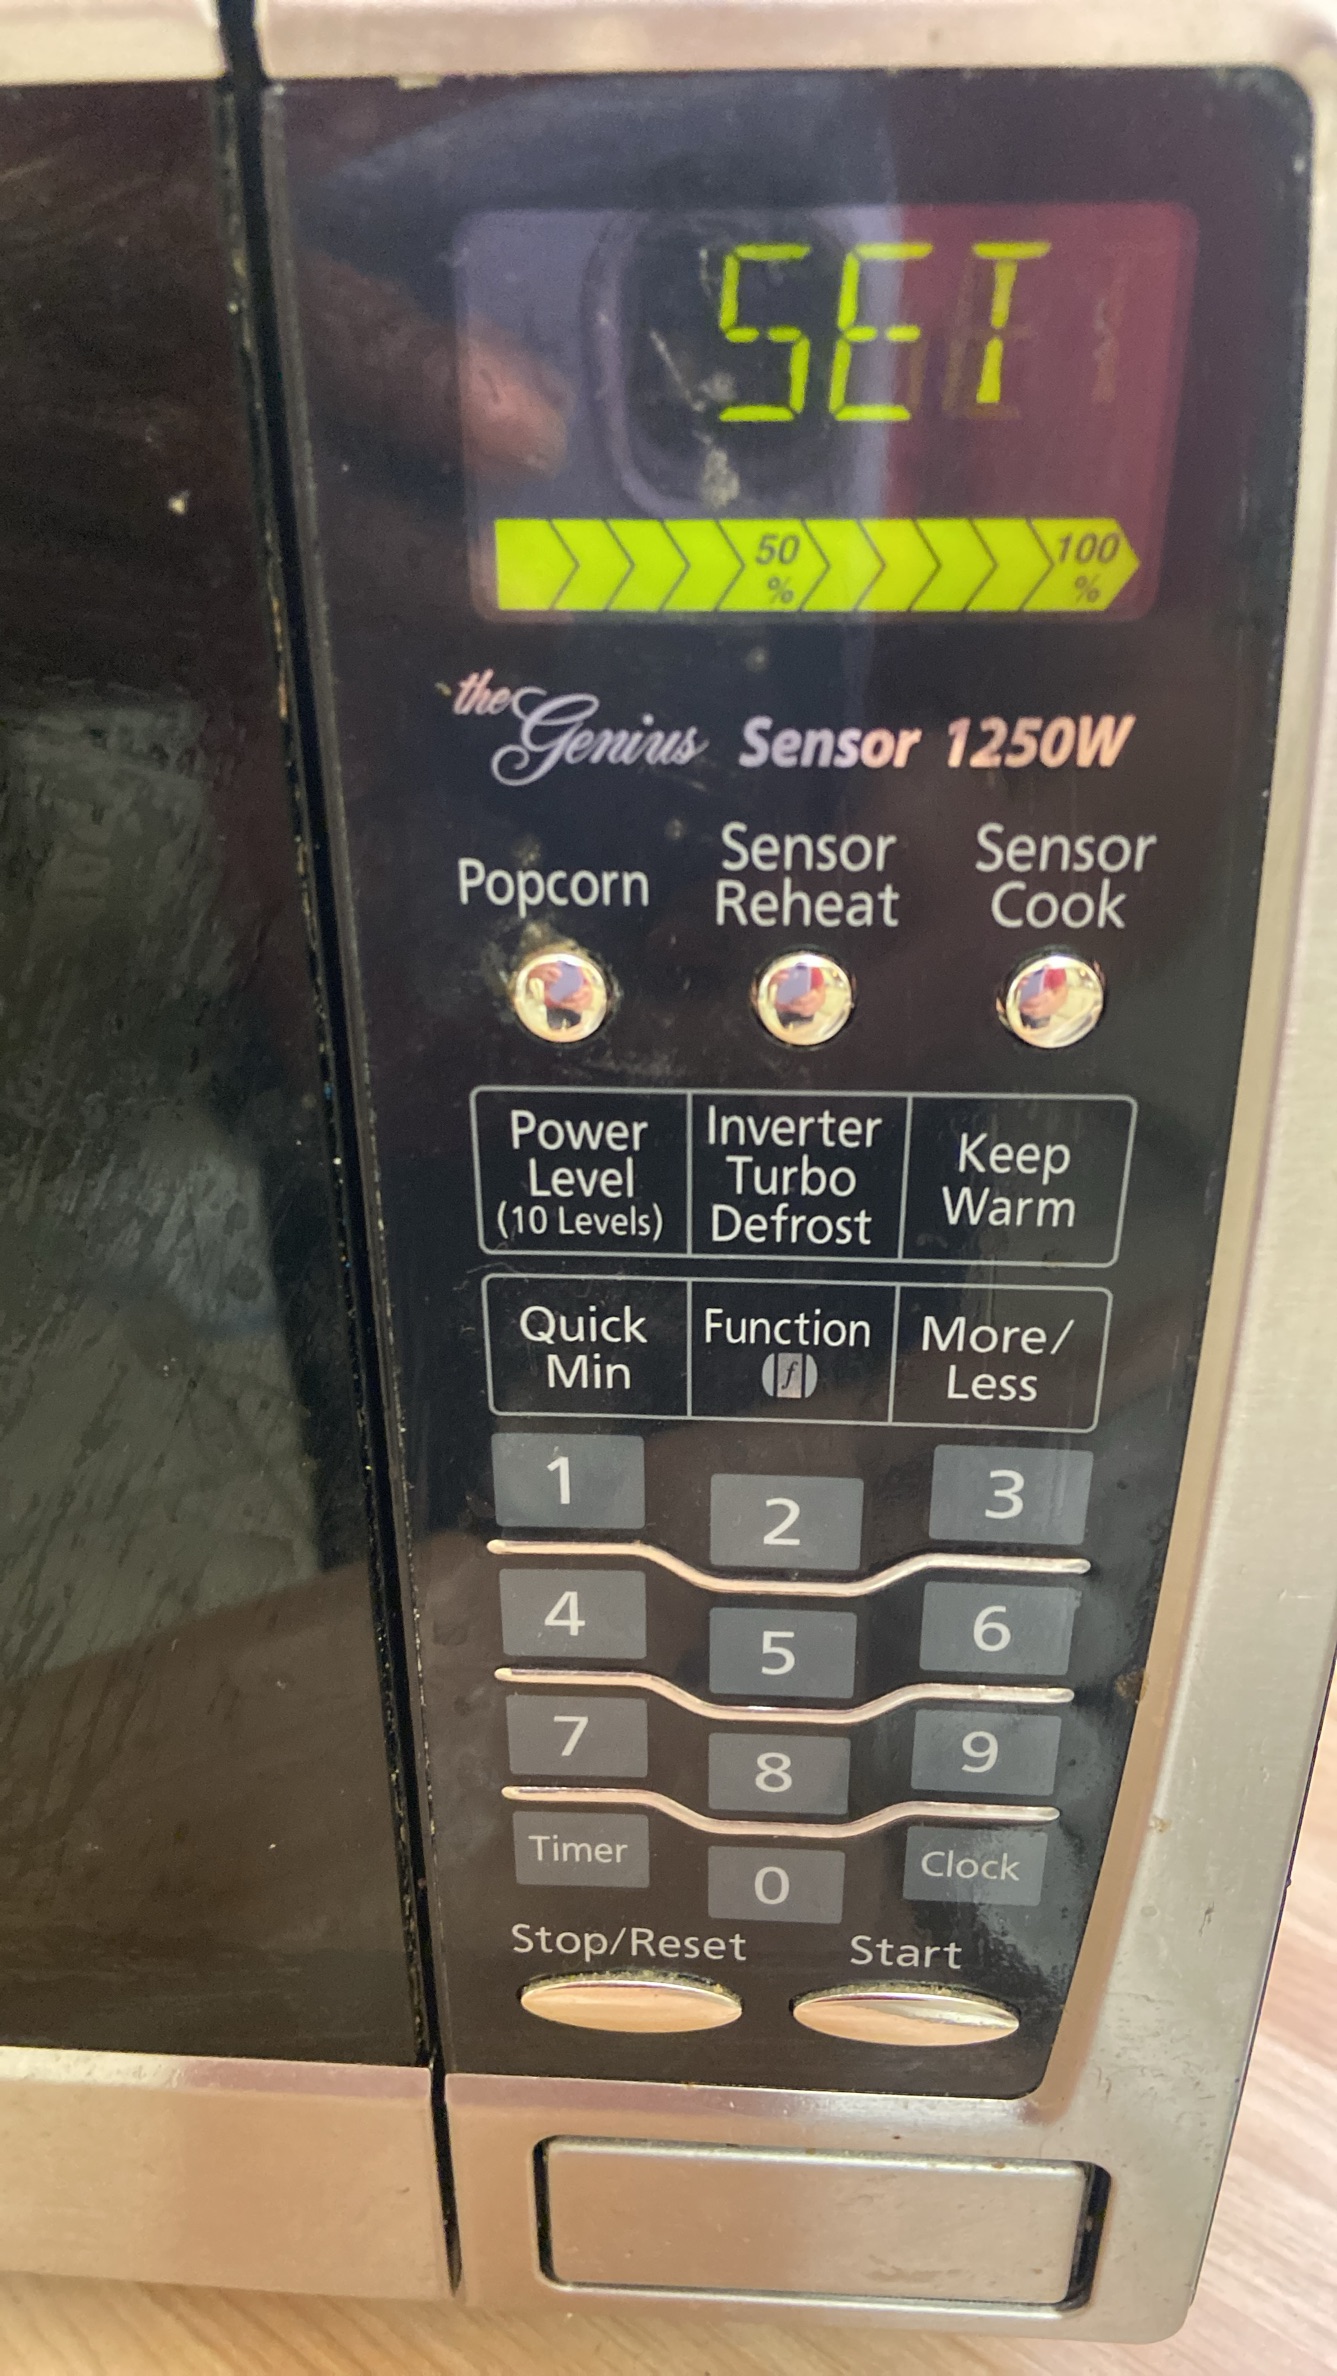 SET
50 % 100 %
the Genius Sensor 1250W
Popcorn
Sensor Reheat
Sensor Cook
Power Level (10 Levels)
Inverter Turbo Defrost
Keep Warm
Quick Min
Function f
More/ Less
1 2 3
4 5 6
7 8 9
Timer 0 Clock
Stop/Reset Start